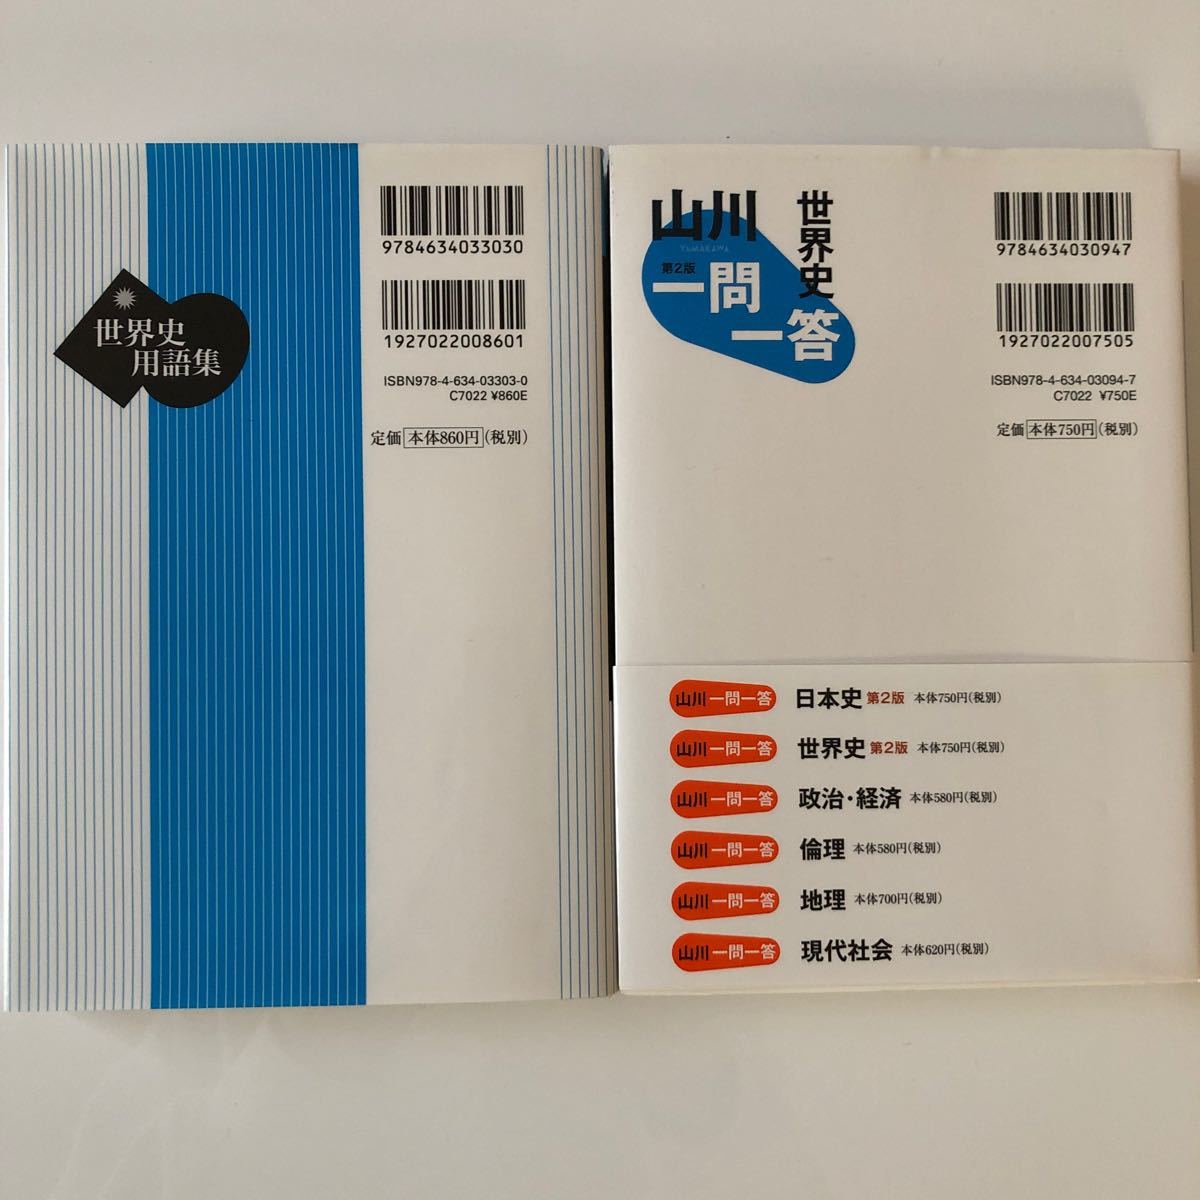 世界史
用語集
9784634033030
1927022008601
ISBN978-4-634-03303-0
C7022 ¥860E
定価 本体860円(税別)
山川
YAMAKAWA
第2版
一問
一答
世界史
9784634030947
1927022007505
ISBN978-4-634-03094-7
C7022 ¥750E
定価 本体750円(税別)
山川 一問一答 日本史 第2版 本体750円(税別)
山川 一問一答 世界史 第2版 本体750円(税別)
山川 一問一答 政治・経済 本体580円(税別)
山川 一問一答 倫理 本体580円(税別)
山川 一問一答 地理 本体700円(税別)
山川 一問一答 現代社会 本体620円(税別)